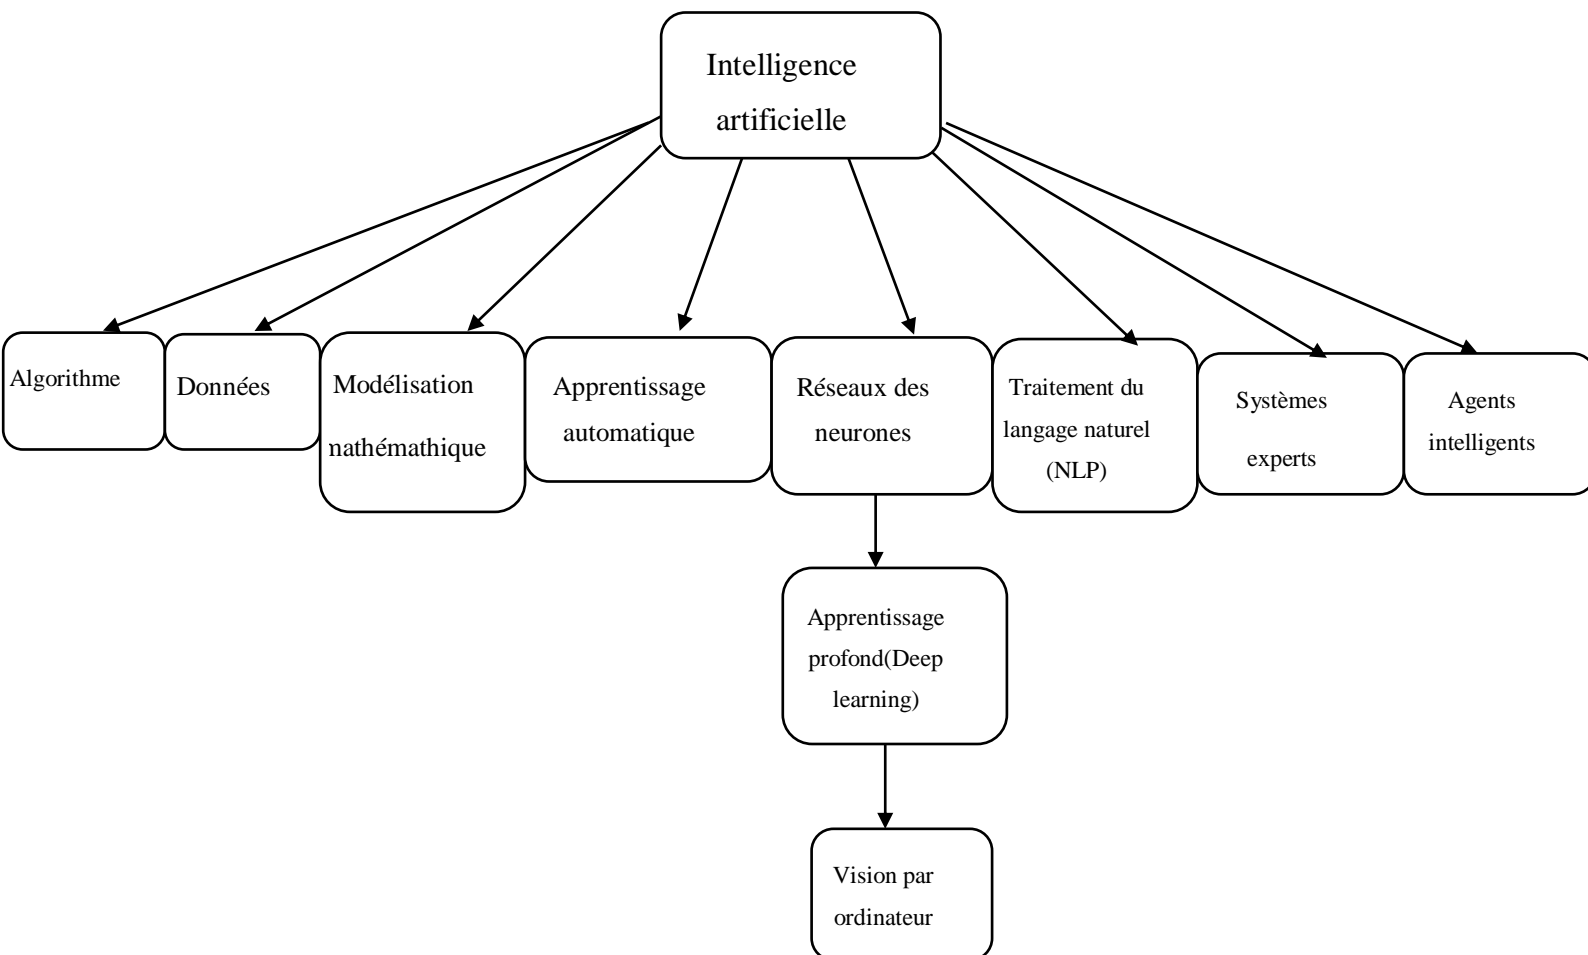 Intelligence
artificielle
Algorithme
Données
Modélisation
nathémathique
Apprentissage
automatique
Réseaux des
neurones
Traitement du
langage naturel
(NLP)
Systèmes
experts
Agents
intelligents
Apprentissage
profond(Deep
learning)
Vision par
ordinateur